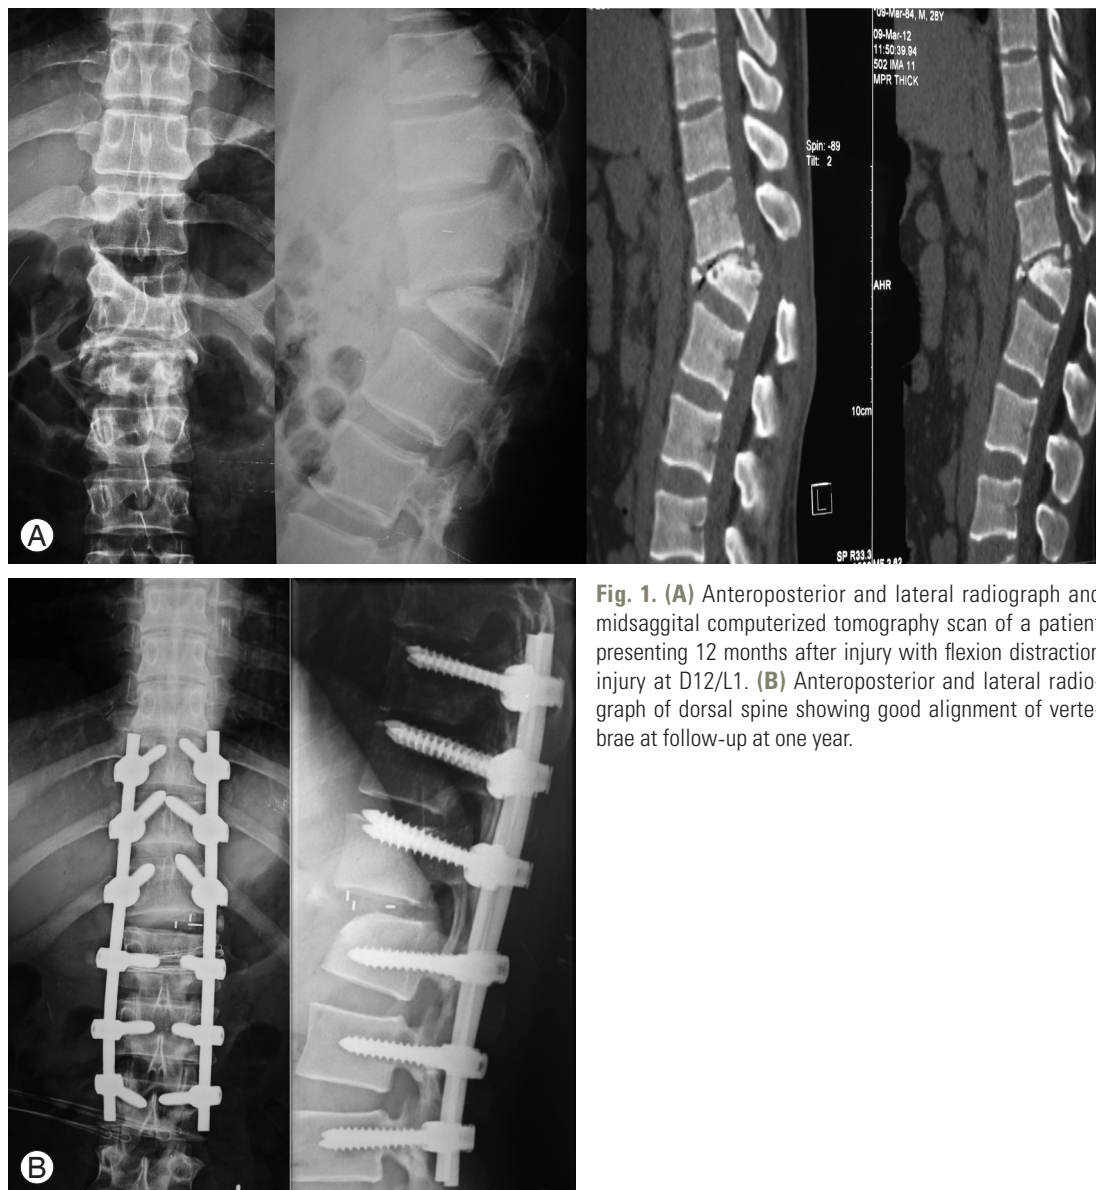 '09-Mar-84, M, 28Y
09-Mar-12
11:50:39.94
502 IMA 11
MPR THICK
Spin: -89
Tilt: 2
AHR
10cm
L
SP R33.3
A
B
Fig. 1. (A) Anteroposterior and lateral radiograph and
midsaggital computerized tomography scan of a patient
presenting 12 months after injury with flexion distraction
injury at D12/L1. (B) Anteroposterior and lateral radio-
graph of dorsal spine showing good alignment of verte-
brae at follow-up at one year.